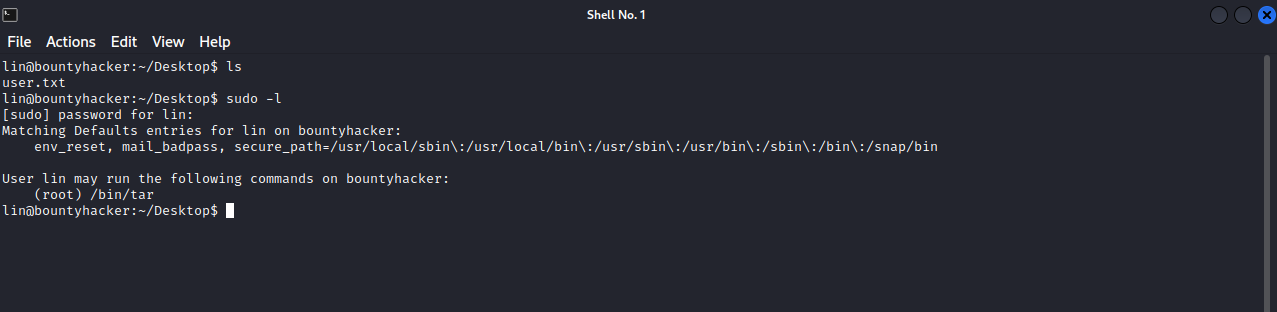 Shell No. 1
File Actions Edit View Help
lin@bountyhacker:~/Desktop$ ls
user.txt
lin@bountyhacker:~/Desktop$ sudo -l
[sudo] password for lin:
Matching Defaults entries for lin on bountyhacker:
    env_reset, mail_badpass, secure_path=/usr/local/sbin\:/usr/local/bin\:/usr/sbin\:/usr/bin\:/sbin\:/bin\:/snap/bin
User lin may run the following commands on bountyhacker:
    (root) /bin/tar
lin@bountyhacker:~/Desktop$